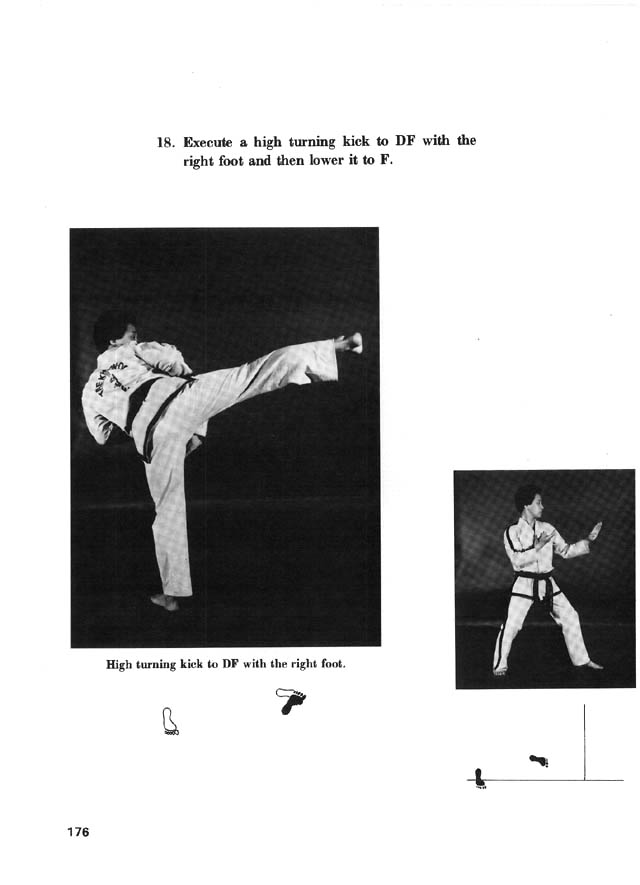 18. Execute a high turning kick to DF with the
right foot and then lower it to F.
High turning kick to DF with the right foot.
176